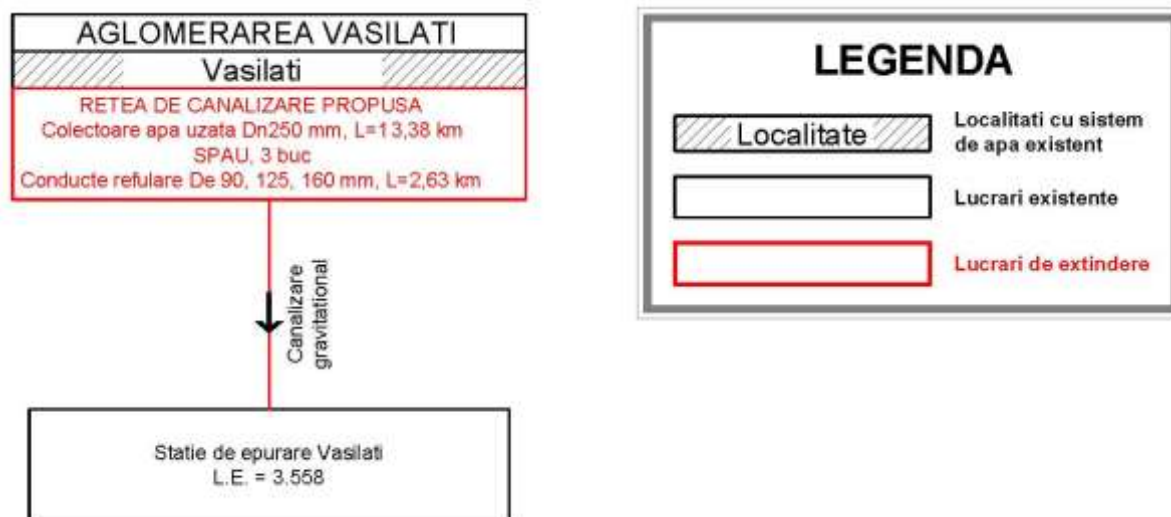 AGLOMERAREA VASILATI
Vasilati
RETEA DE CANALIZARE PROPUSA
Colectoare apa uzata Dn250 mm, L=13,38 km
SPAU, 3 buc
Conducte refulare De 90, 125, 160 mm, L=2,63 km
Canalizare
gravitational
Statie de epurare Vasilati
L.E. = 3.558
LEGENDA
Localitate
Localitati cu sistem
de apa existent
Lucrari existente
Lucrari de extindere